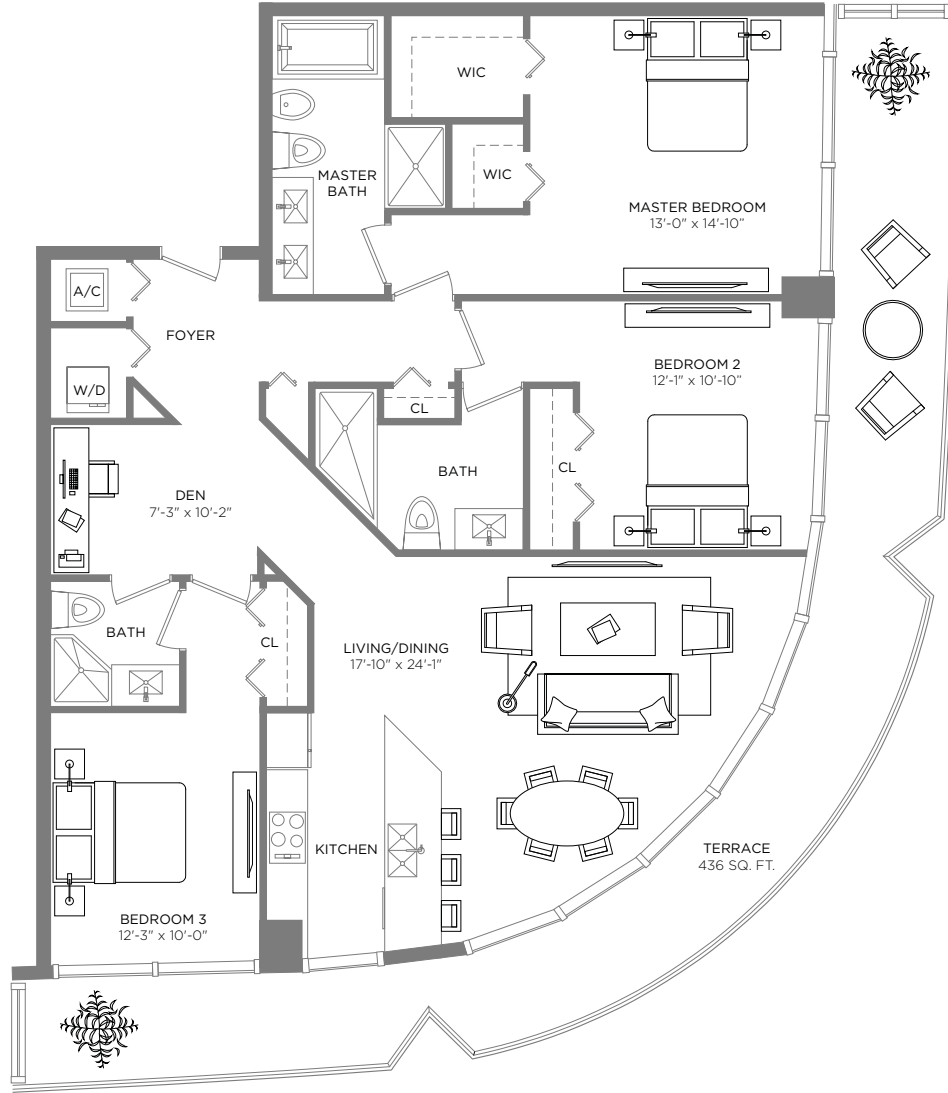 WIC
WIC
MASTER
BATH
MASTER BEDROOM
13'-0" x 14'-10"
A/C
FOYER
W/D
BEDROOM 2
12'-1" x 10'-10"
CL
BATH
CL
DEN
7'-3" x 10'-2"
BATH
CL
LIVING/DINING
17'-10" x 24'-1"
KITCHEN
TERRACE
436 SQ. FT.
BEDROOM 3
12'-3" x 10'-0"